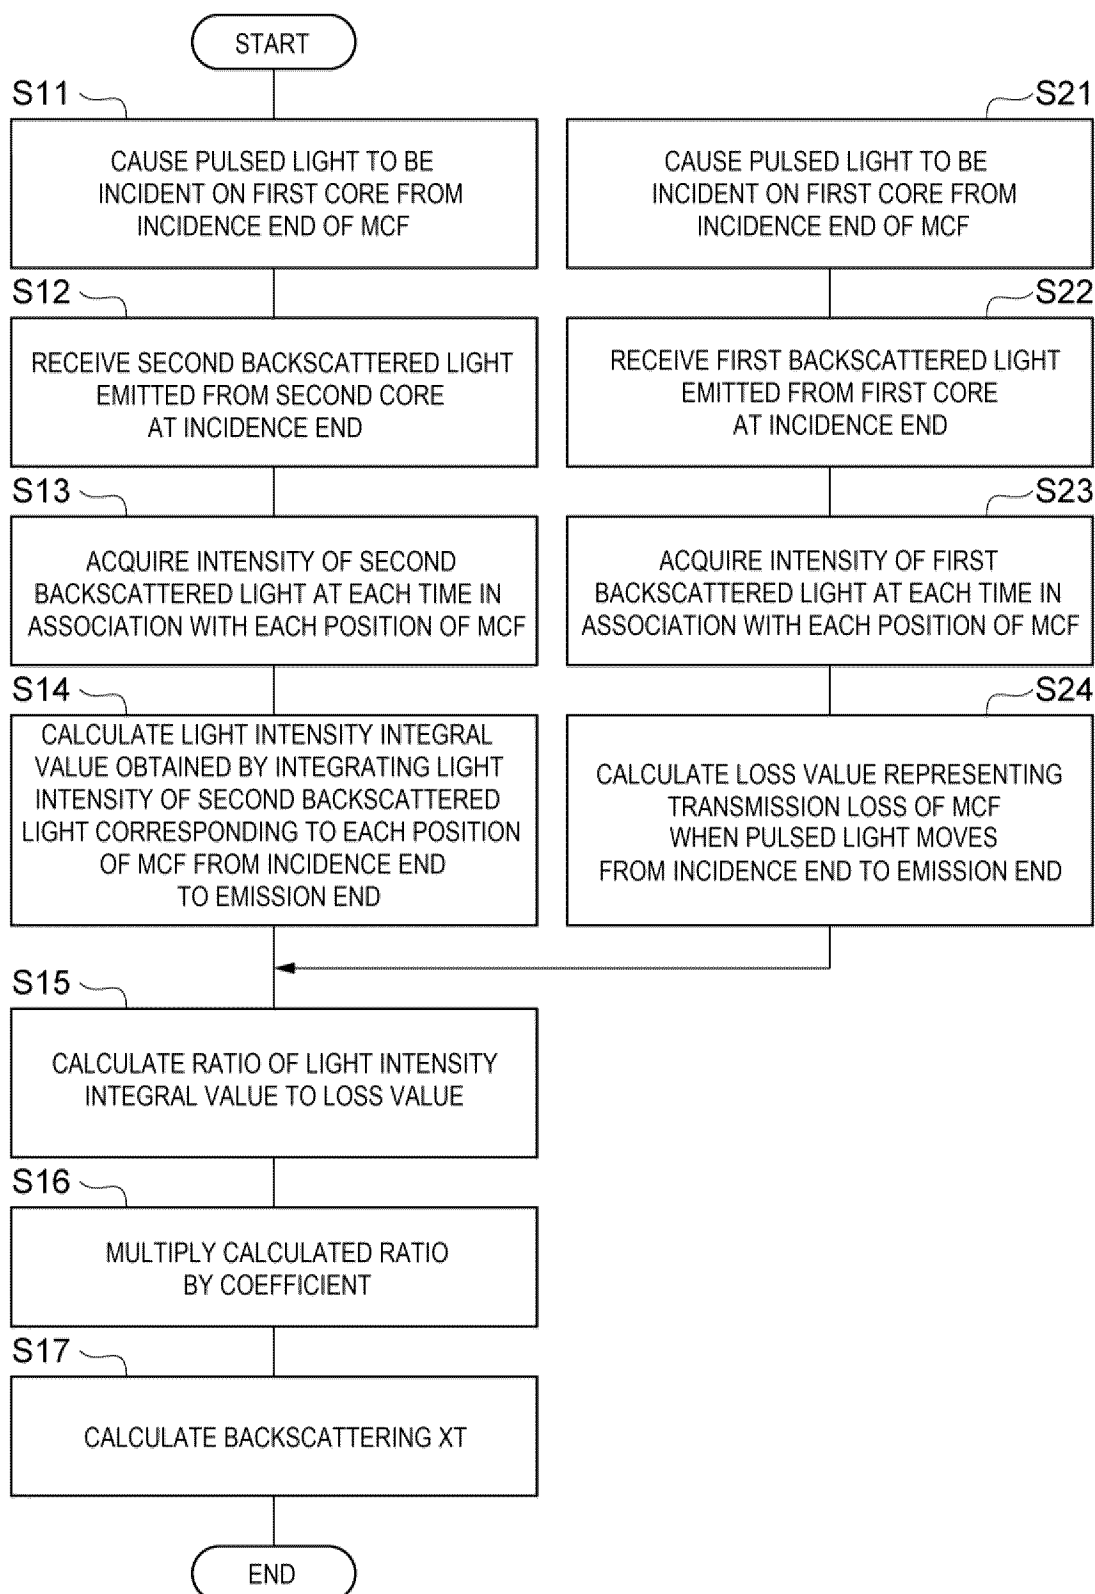 START
S11
CAUSE PULSED LIGHT TO BE
INCIDENT ON FIRST CORE FROM
INCIDENCE END OF MCF
S12
RECEIVE SECOND BACKSCATTERED LIGHT
EMITTED FROM SECOND CORE
AT INCIDENCE END
S13
ACQUIRE INTENSITY OF SECOND
BACKSCATTERED LIGHT AT EACH TIME IN
ASSOCIATION WITH EACH POSITION OF MCF
S14
CALCULATE LIGHT INTENSITY INTEGRAL
VALUE OBTAINED BY INTEGRATING LIGHT
INTENSITY OF SECOND BACKSCATTERED
LIGHT CORRESPONDING TO EACH POSITION
OF MCF FROM INCIDENCE END
TO EMISSION END
S21
CAUSE PULSED LIGHT TO BE
INCIDENT ON FIRST CORE FROM
INCIDENCE END OF MCF
S22
RECEIVE FIRST BACKSCATTERED LIGHT
EMITTED FROM FIRST CORE
AT INCIDENCE END
S23
ACQUIRE INTENSITY OF FIRST
BACKSCATTERED LIGHT AT EACH TIME IN
ASSOCIATION WITH EACH POSITION OF MCF
S24
CALCULATE LOSS VALUE REPRESENTING
TRANSMISSION LOSS OF MCF
WHEN PULSED LIGHT MOVES
FROM INCIDENCE END TO EMISSION END
S15
CALCULATE RATIO OF LIGHT INTENSITY
INTEGRAL VALUE TO LOSS VALUE
S16
MULTIPLY CALCULATED RATIO
BY COEFFICIENT
S17
CALCULATE BACKSCATTERING XT
END